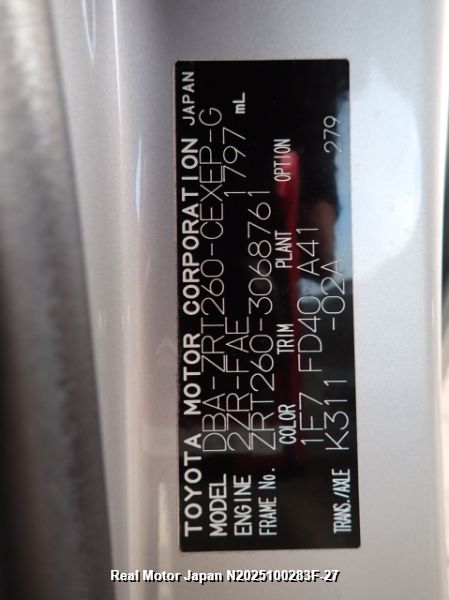 TOYOTA MOTOR CORPORATION JAPAN
MODEL DBA-ZRT260-CEXEP-G
ENGINE 2ZR-FAE 1797 mL
FRAME No. ZRT260-3068761
COLOR TRIM PLANT OPTION
1F7 FD40 A41 279
TRANS./AXLE K311 -02A
Real Motor Japan N2025100283F-27